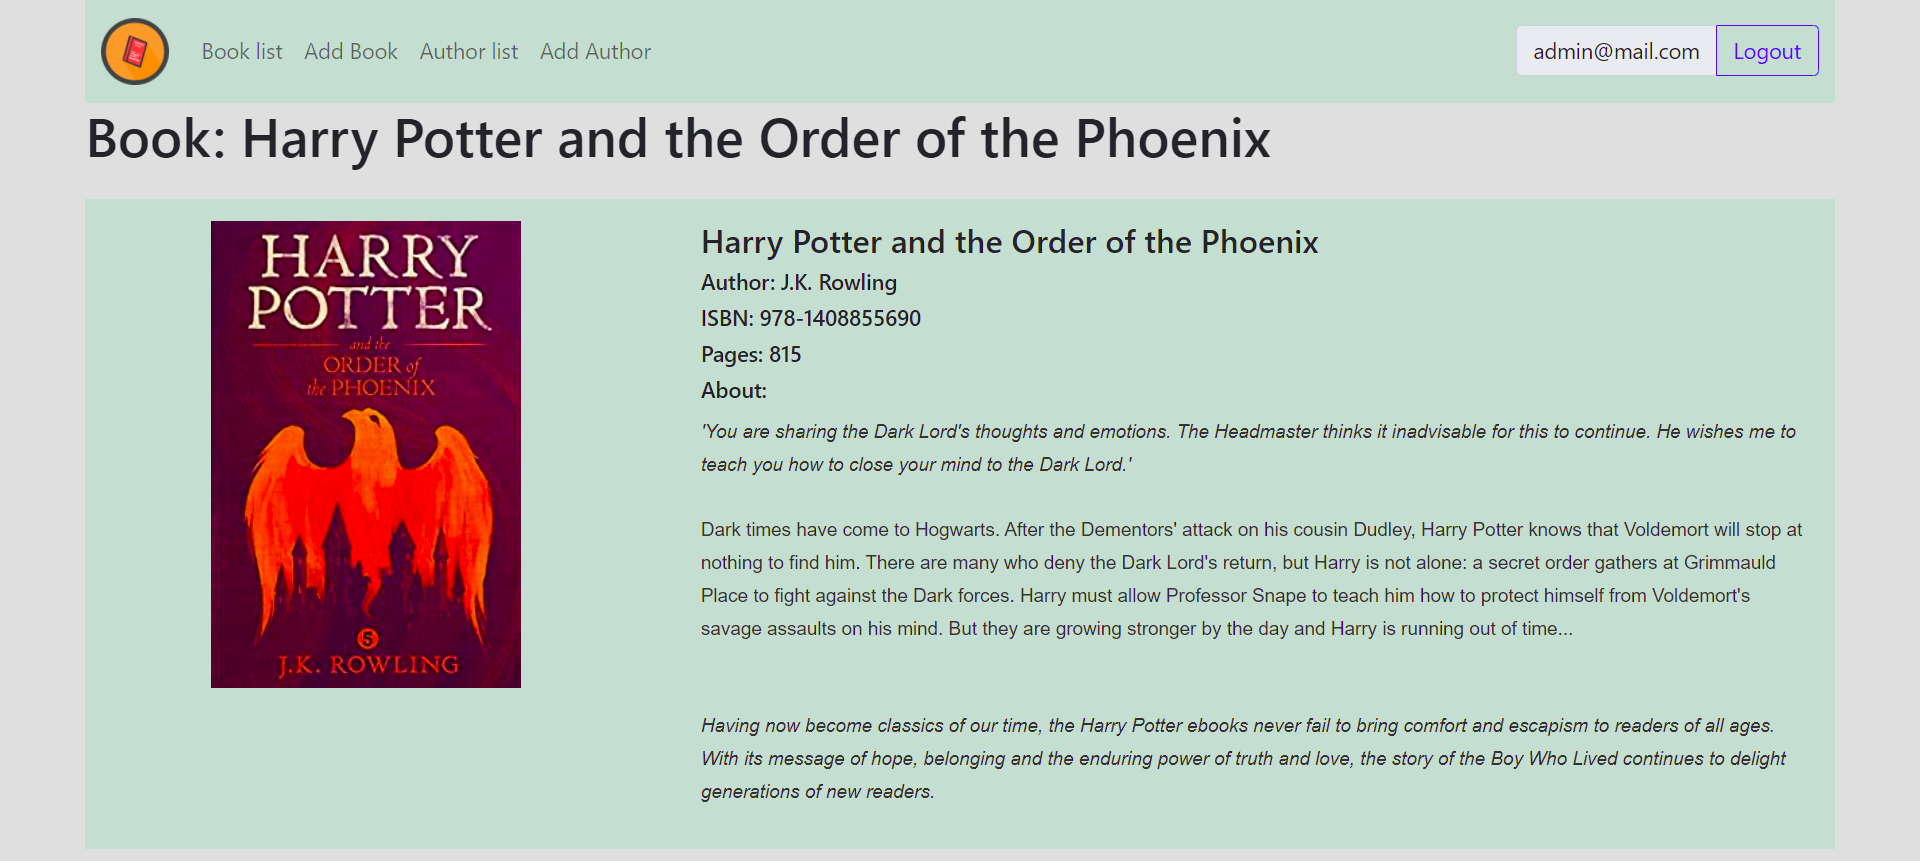 Book list Add Book Author list Add Author admin@mail.com Logout
Book: Harry Potter and the Order of the Phoenix
HARRY
POTTER
and the
ORDER of
the PHOENIX
5
J.K. ROWLING
Harry Potter and the Order of the Phoenix
Author: J.K. Rowling
ISBN: 978-1408855690
Pages: 815
About:
'You are sharing the Dark Lord's thoughts and emotions. The Headmaster thinks it inadvisable for this to continue. He wishes me to
teach you how to close your mind to the Dark Lord.'
Dark times have come to Hogwarts. After the Dementors' attack on his cousin Dudley, Harry Potter knows that Voldemort will stop at
nothing to find him. There are many who deny the Dark Lord's return, but Harry is not alone: a secret order gathers at Grimmauld
Place to fight against the Dark forces. Harry must allow Professor Snape to teach him how to protect himself from Voldemort's
savage assaults on his mind. But they are growing stronger by the day and Harry is running out of time...
Having now become classics of our time, the Harry Potter ebooks never fail to bring comfort and escapism to readers of all ages.
With its message of hope, belonging and the enduring power of truth and love, the story of the Boy Who Lived continues to delight
generations of new readers.